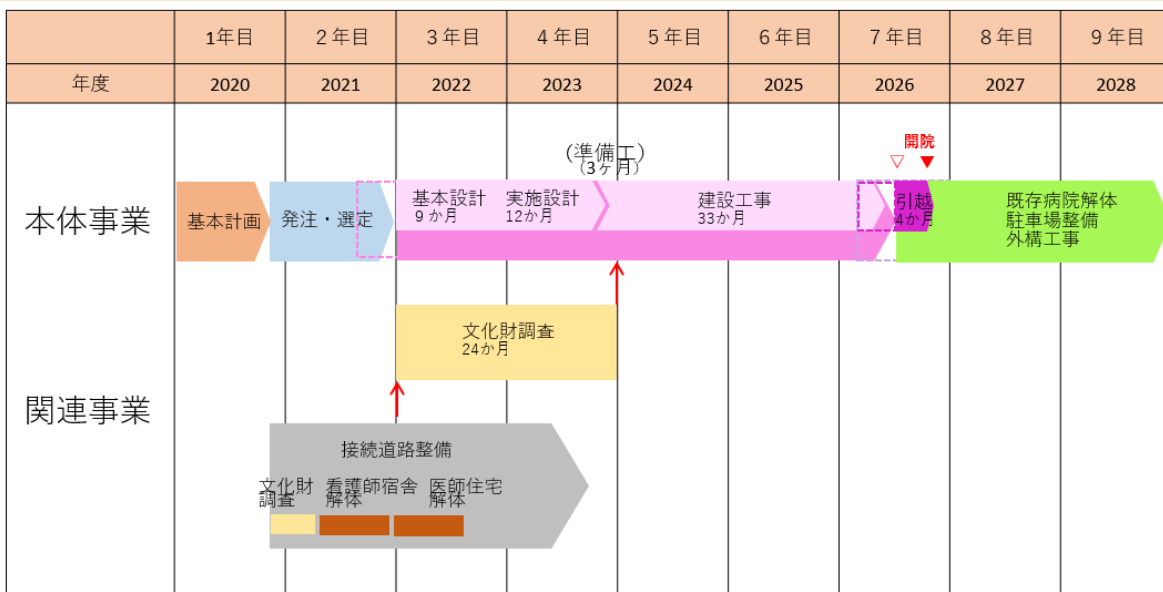 1年目 2年目 3年目 4年目 5年目 6年目 7年目 8年目 9年目
年度 2020 2021 2022 2023 2024 2025 2026 2027 2028
開院
(準備工)
(3ヶ月)
本体事業
基本計画
発注・選定
基本設計
9か月
実施設計
12か月
建設工事
33か月
引越
4か月
既存病院解体
駐車場整備
外構工事
文化財調査
24か月
関連事業
接続道路整備
文化財
調査
看護師宿舎
解体
医師住宅
解体